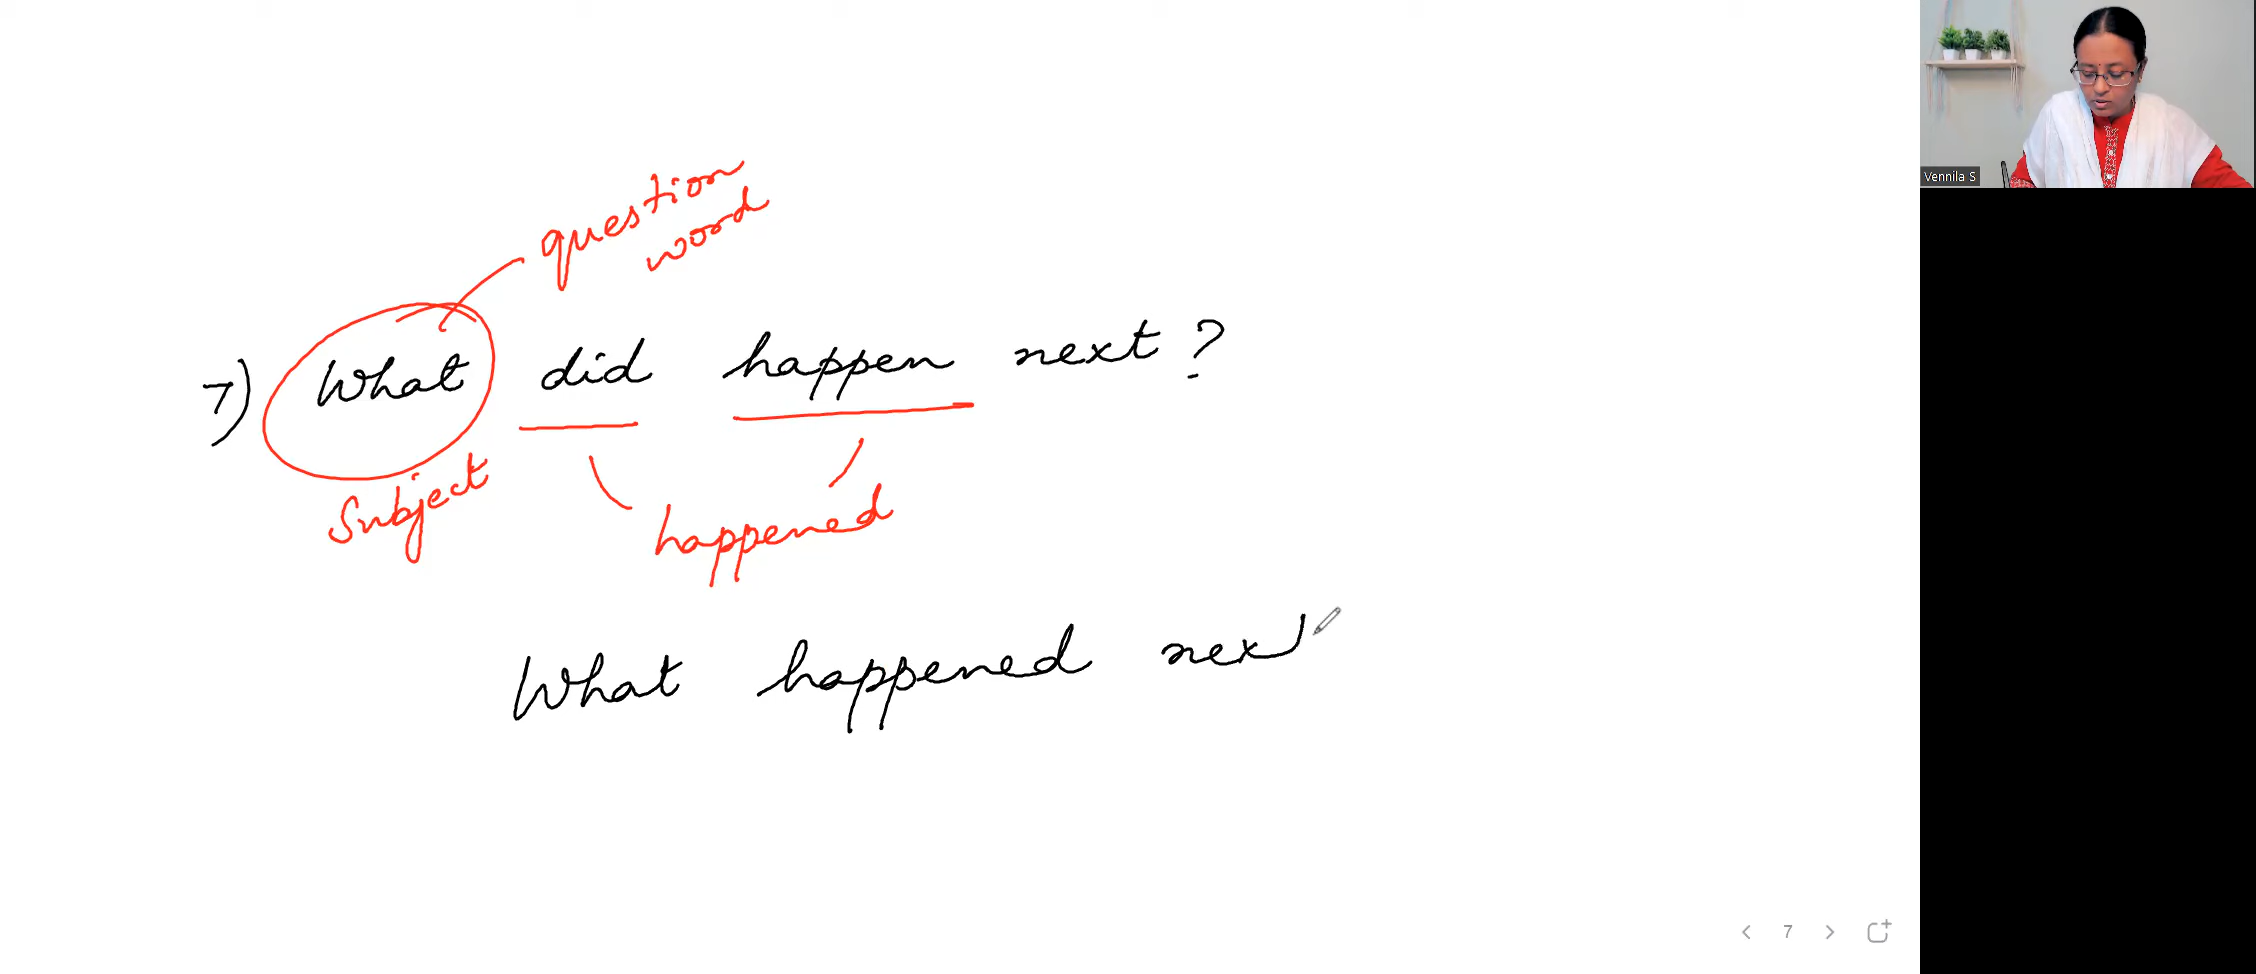 question
word
7) What did happen next?
Subject
happened
What happened next
Vennila S
7